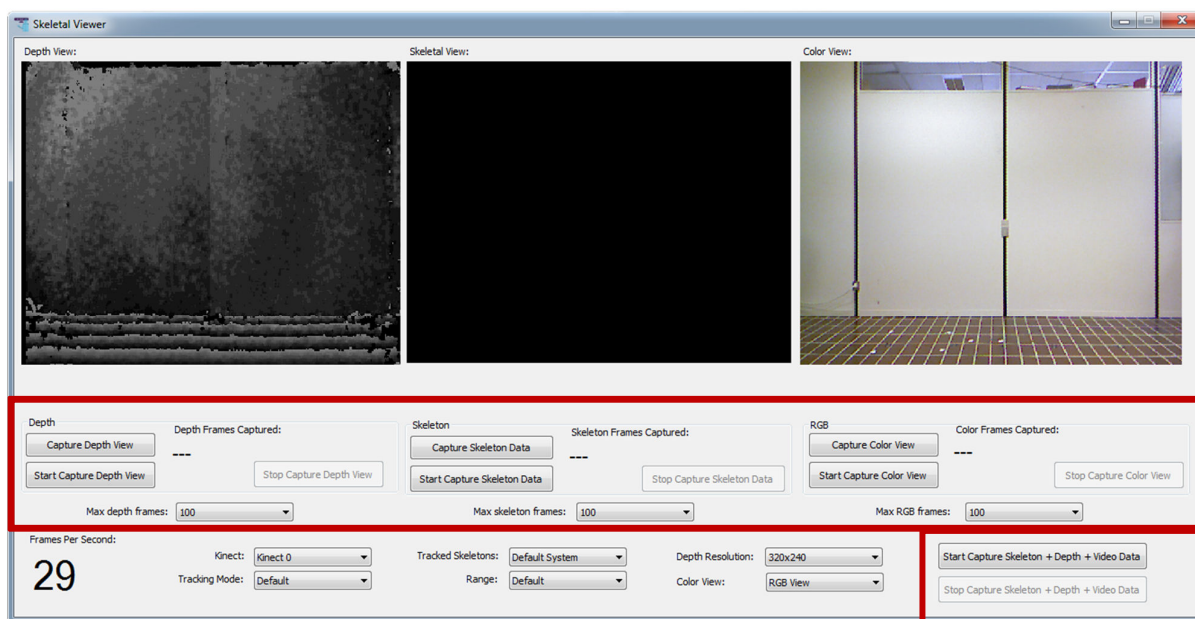 Skeletal Viewer
Depth View:
Skeletal View:
Color View:
Depth
Capture Depth View
Depth Frames Captured:
---
Start Capture Depth View
Stop Capture Depth View
Max depth frames:
100
Skeleton
Capture Skeleton Data
Skeleton Frames Captured:
---
Start Capture Skeleton Data
Stop Capture Skeleton Data
Max skeleton frames:
100
RGB
Capture Color View
Color Frames Captured:
---
Start Capture Color View
Stop Capture Color View
Max RGB frames:
100
Frames Per Second:
29
Kinect:
Kinect 0
Tracking Mode:
Default
Tracked Skeletons:
Default System
Range:
Default
Depth Resolution:
320x240
Color View:
RGB View
Start Capture Skeleton + Depth + Video Data
Stop Capture Skeleton + Depth + Video Data